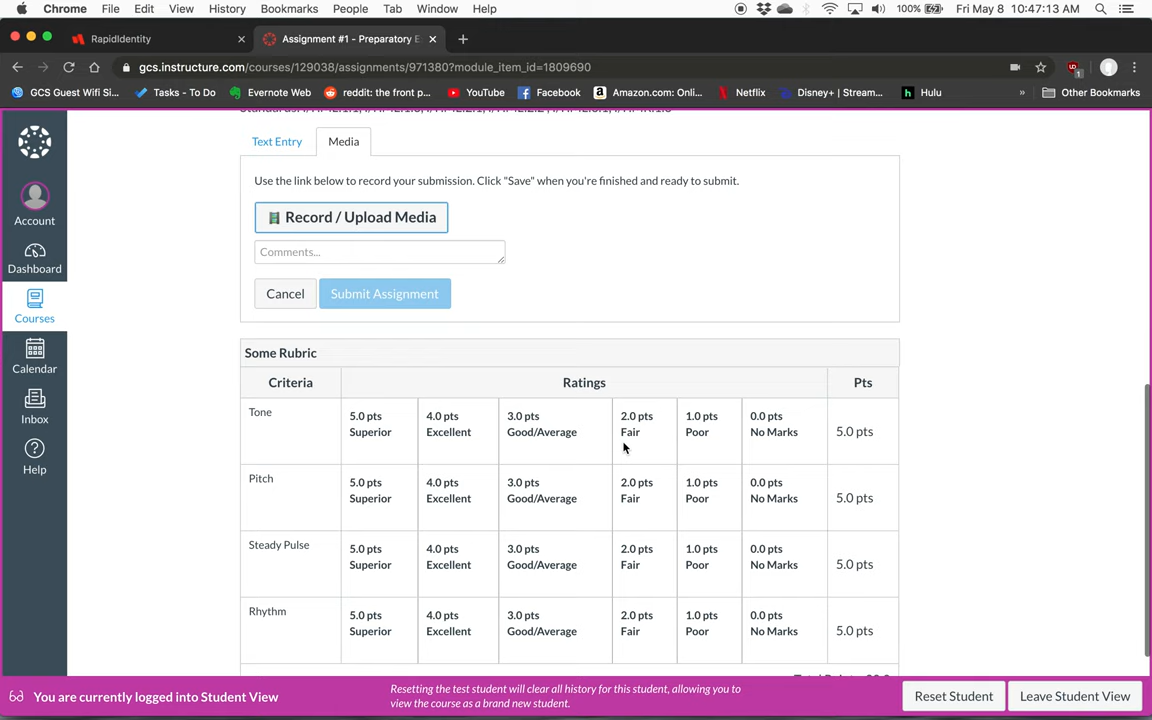 Chrome File Edit View History Bookmarks People Tab Window Help 100% Fri May 8 10:47:13 AM
RapidIdentity Assignment #1 - Preparatory E
gcs.instructure.com/courses/129038/assignments/971380?module_item_id=1809690
GCS Guest Wifi Si... Tasks - To Do Evernote Web reddit: the front p... YouTube Facebook Amazon.com: Onli... Netflix Disney+ | Stream... Hulu » Other Bookmarks
Text Entry Media
Use the link below to record your submission. Click "Save" when you're finished and ready to submit.
Record / Upload Media
Comments...
Cancel Submit Assignment
Account
Dashboard
Courses
Calendar
Inbox
Help
Some Rubric
Criteria Ratings Pts
Tone 5.0 pts Superior 4.0 pts Excellent 3.0 pts Good/Average 2.0 pts Fair 1.0 pts Poor 0.0 pts No Marks 5.0 pts
Pitch 5.0 pts Superior 4.0 pts Excellent 3.0 pts Good/Average 2.0 pts Fair 1.0 pts Poor 0.0 pts No Marks 5.0 pts
Steady Pulse 5.0 pts Superior 4.0 pts Excellent 3.0 pts Good/Average 2.0 pts Fair 1.0 pts Poor 0.0 pts No Marks 5.0 pts
Rhythm 5.0 pts Superior 4.0 pts Excellent 3.0 pts Good/Average 2.0 pts Fair 1.0 pts Poor 0.0 pts No Marks 5.0 pts
You are currently logged into Student View
Resetting the test student will clear all history for this student, allowing you to
view the course as a brand new student.
Reset Student Leave Student View